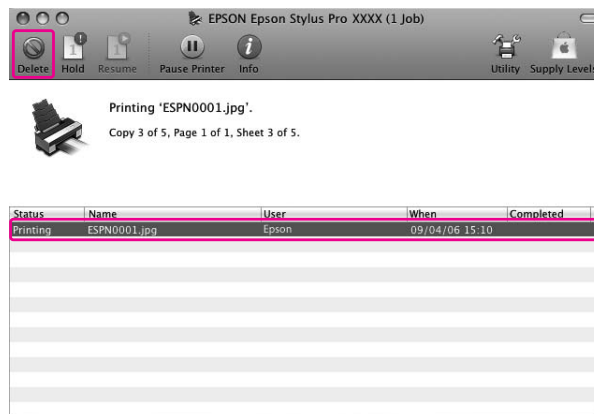 EPSON Epson Stylus Pro XXXX (1 Job)
1 1
Delete Hold Resume Pause Printer Info Utility Supply Levels
Printing ‘ESPN0001.jpg’.
Copy 3 of 5, Page 1 of 1, Sheet 3 of 5.
Status Name User When Completed
Printing ESPN0001.jpg Epson 09/04/06 15:10